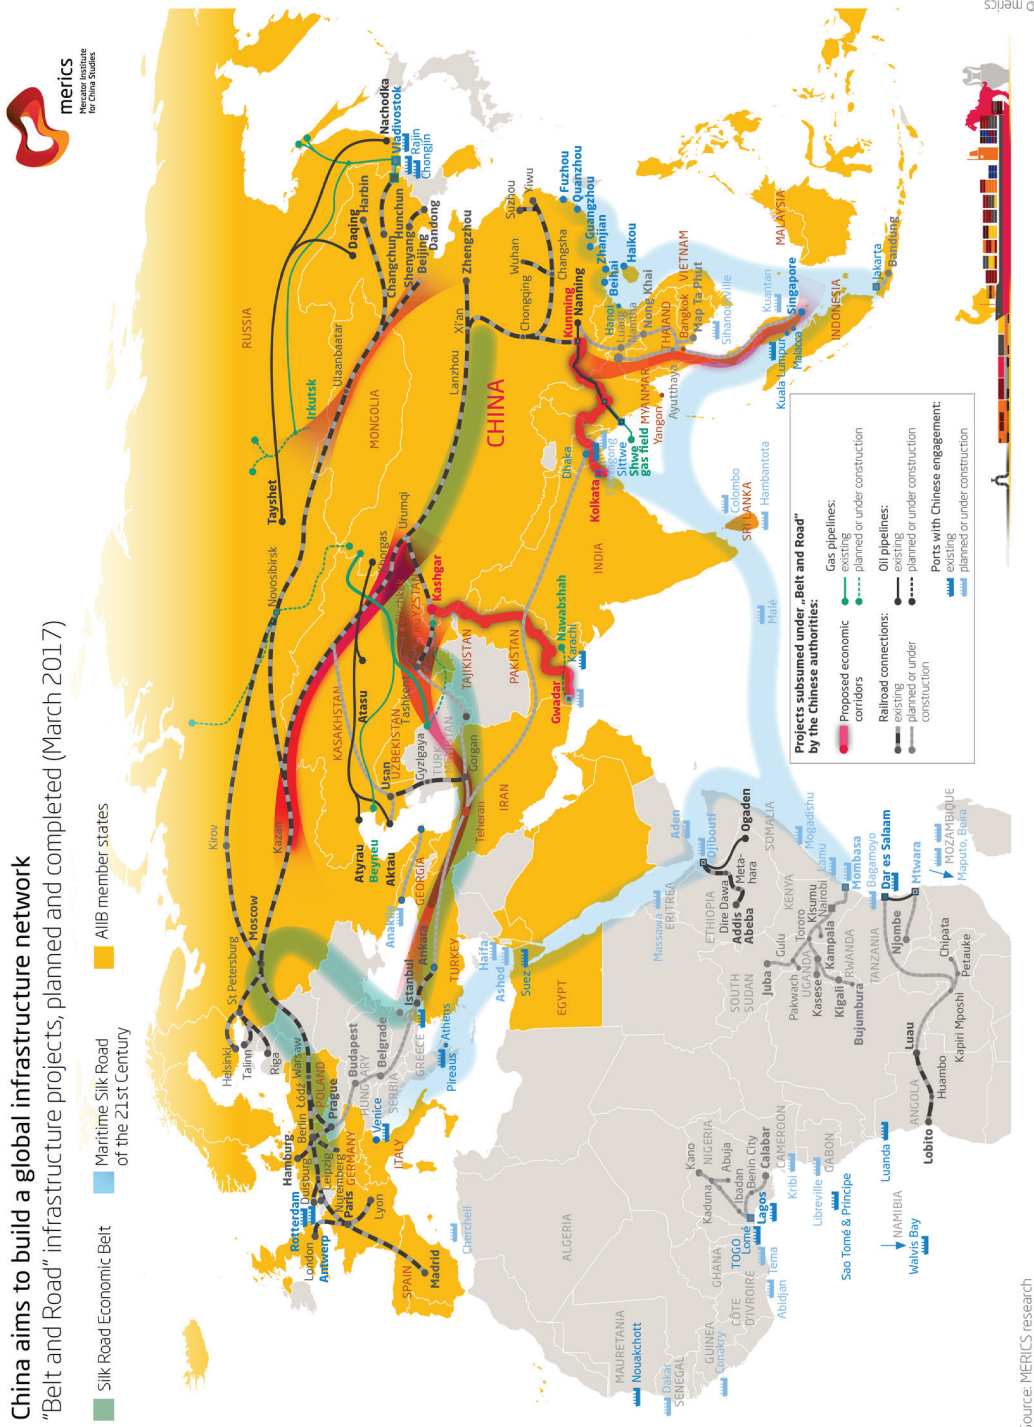 China aims to build a global infrastructure network
“Belt and Road“ infrastructure projects, planned and completed (March 2017)
merics
Mercator Institute
for China Studies
Silk Road Economic Belt
Maritime Silk Road
of the 21st Century
AIIB member states
RUSSIA
Helsinki
Talinn
Riga
St Petersburg
Moscow
Kirov
Kazan
Novosibirsk
Tayshet
Irkutsk
Ulaanbaatar
MONGOLIA
Daqing
Harbin
Changchun
Hunchun
Shenyang
Beijing
Dandong
Nachodka
Vladivostok
Rajin
Chongjin
Hamburg
Rotterdam
Duisburg
Berlin
Łódź
Warsaw
POLAND
London
Antwerp
Leipzig
Prague
Nuremberg
GERMANY
Paris
Lyon
SPAIN
Madrid
Budapest
HUNGARY
Belgrade
SERBIA
Venice
ITALY
GREECE
Istanbul
Ankara
TURKEY
Athens
Pireaus
Anaklia
GEORGIA
Atyrau
Beyneu
Aktau
Usan
KASAKHSTAN
Atasu
UZBEKISTAN
Tashkent
Gyzlgaya
TURKMENISTAN
Gorgan
Teheran
IRAN
Khorgas
Urumqi
Kashgar
TAJIKISTAN
PAKISTAN
Gwadar
Nawabshah
Karachi
CHINA
Lanzhou
Xi'an
Zhengzhou
Suzhou
Yiwu
Wuhan
Changsha
Chongqing
Kunming
Nanning
Fuzhou
Quanzhou
Guangzhou
Zhanjian
Beihai
Haikou
Hanoi
Luang
Namtha
Nong Khai
VIETNAM
THAILAND
Bangkok
Map Ta Phut
Sihanoukville
Ayutthaya
MYANMAR
Yangon
Shwe
gas field
Sittwe
Dhaka
Kolkata
INDIA
Colombo
SRI LANKA
Hambantota
Malé
Kuantan
MALAYSIA
Kuala Lumpur
Malacca
Singapore
INDONESIA
Jakarta
Bandung
Haifa
Ashod
Suez
EGYPT
Cherchell
ALGERIA
MAURETANIA
Nouakchott
Dakar
SENEGAL
GUINEA
Conakry
CÔTE
D'IVROIRE
Abidjan
GHANA
Tema
TOGO
Lomé
Lagos
Kano
NIGERIA
Kaduna
Abuja
Ibadan
Benin City
Calabar
CAMEROON
Kribi
Libreville
GABON
Sao Tomé & Principe
Luanda
ANGOLA
Lobito
Huambo
Luau
NAMIBIA
Walvis Bay
Massawa
ERITREA
Aden
Djibouti
ETHIOPIA
Dire Dawa
Addis
Abeba
Meta-
hara
Ogaden
SOMALIA
Mogadishu
SOUTH
SUDAN
Juba
Gulu
Pakwach
UGANDA
Tororo
Kisumu
KENYA
Nairobi
Lamu
Mombasa
Kampala
Kasese
RWANDA
Kigali
Bujumbura
TANZANIA
Bagamoyo
Dar es Salaam
Mtwara
Njombe
Chipata
Petauke
Kapiri Mposhi
MOZAMBIQUE
Maputo, Beira
Projects subsumed under „Belt and Road“
by the Chinese authorities:
Proposed economic
corridors
Gas pipelines:
existing
planned or under construction
Railroad connections:
existing
planned or under
construction
Oil pipelines:
existing
planned or under construction
Ports with Chinese engagement:
existing
planned or under construction
ource: MERICS research
© merics